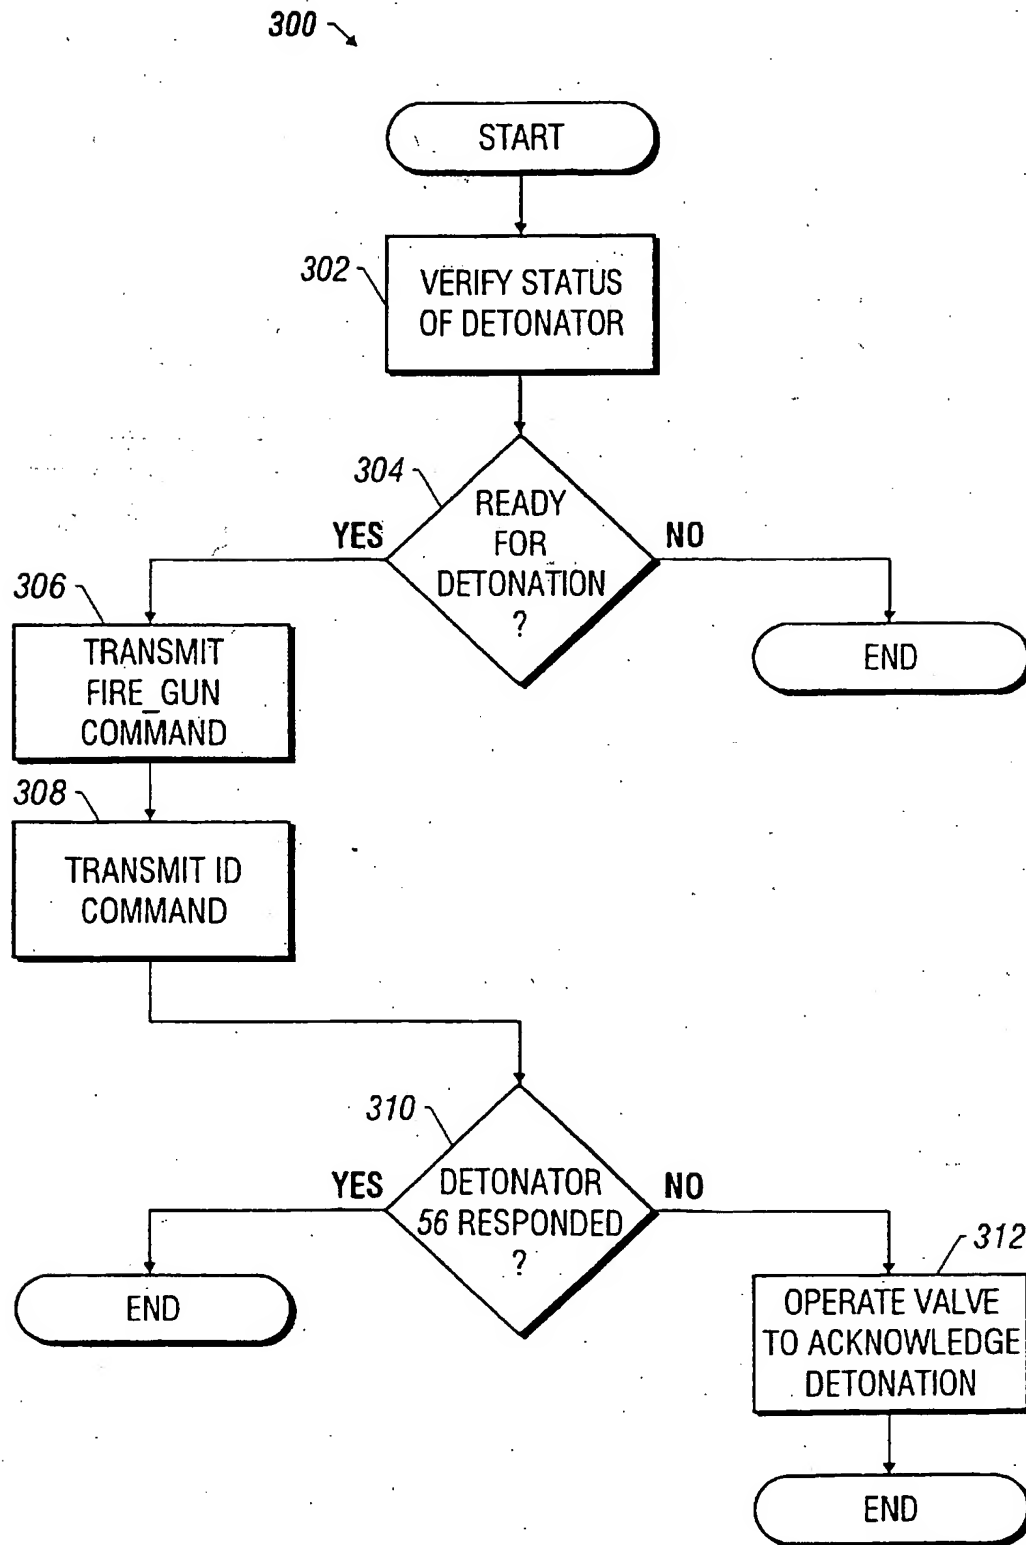 300
START
302
VERIFY STATUS
OF DETONATOR
304
READY
FOR
DETONATION
?
YES
NO
306
TRANSMIT
FIRE_GUN
COMMAND
END
308
TRANSMIT ID
COMMAND
310
DETONATOR
56 RESPONDED
?
YES
NO
END
312
OPERATE VALVE
TO ACKNOWLEDGE
DETONATION
END